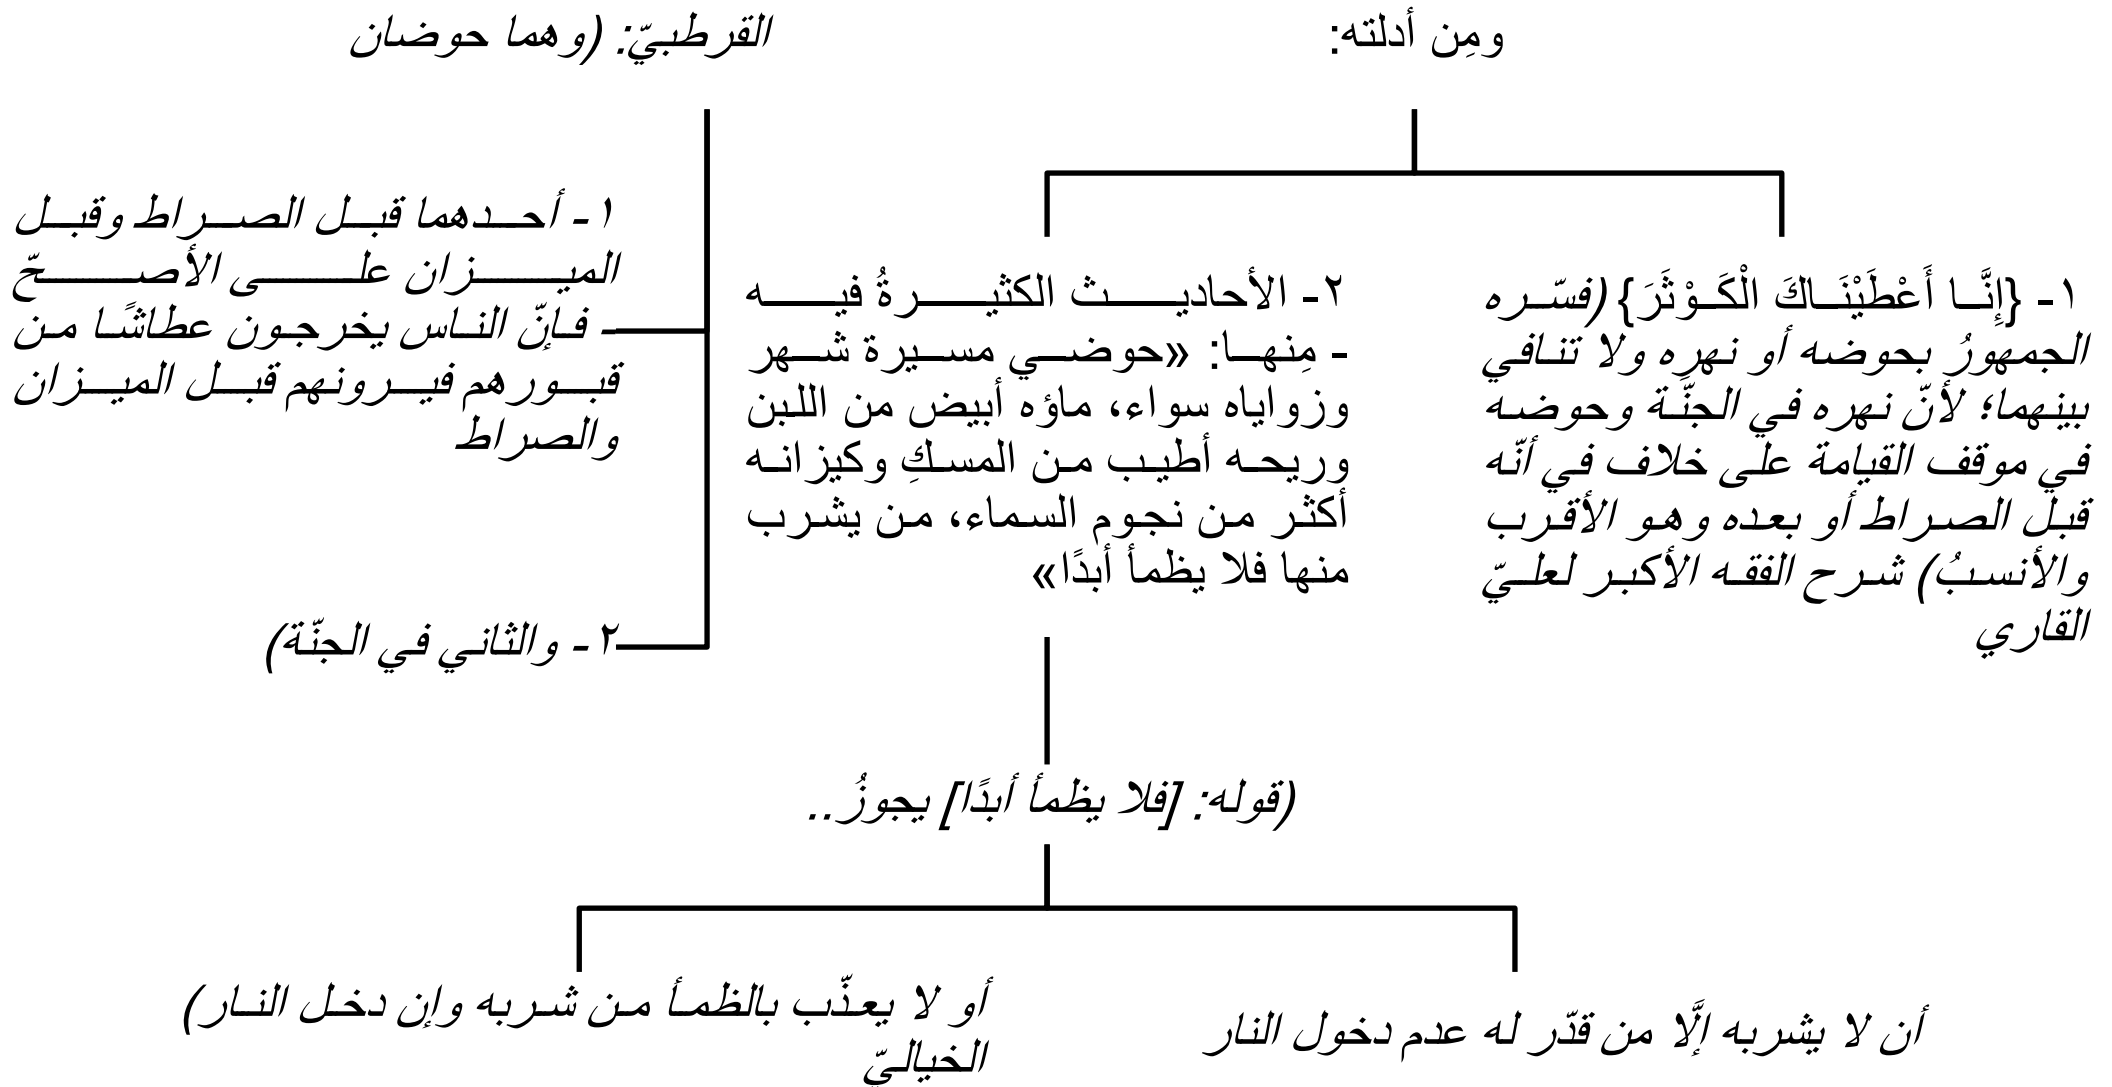 ومِن أدلته:
١- {إِنَّا أَعْطَيْنَاكَ الْكَوْثَرَ} (فسّره
الجمهورُ بحوضه أو نهره ولا تنافي
بينهما؛ لأنّ نهره في الجنَّة وحوضه
في موقف القيامة على خلاف في أنّه
قبل الصراط أو بعده وهو الأقرب
والأنسبُ) شرح الفقه الأكبر لعليّ
القاري
٢- الأحاديث الكثيرةُ فيه
- مِنها: «حوضي مسيرة شهر
وزواياه سواء، ماؤه أبيض من اللبن
وريحه أطيب من المسكِ وكيزانه
أكثر من نجوم السماء، من يشرب
منها فلا يظمأ أبدًا»
(قوله: [فلا يظمأ أبدًا] يجوزُ..
أن لا يشربه إلَّا من قدّر له عدم دخول النار
أو لا يعذّب بالظمأ من شربه وإن دخل النار)
الخياليّ
القرطبيّ: (وهما حوضان
١- أحدهما قبل الصراط وقبل
الميزان على الأصحّ
- فإنّ الناس يخرجون عطاشًا من
قبورهم فيرونهم قبل الميزان
والصراط
٢- والثاني في الجنّة)